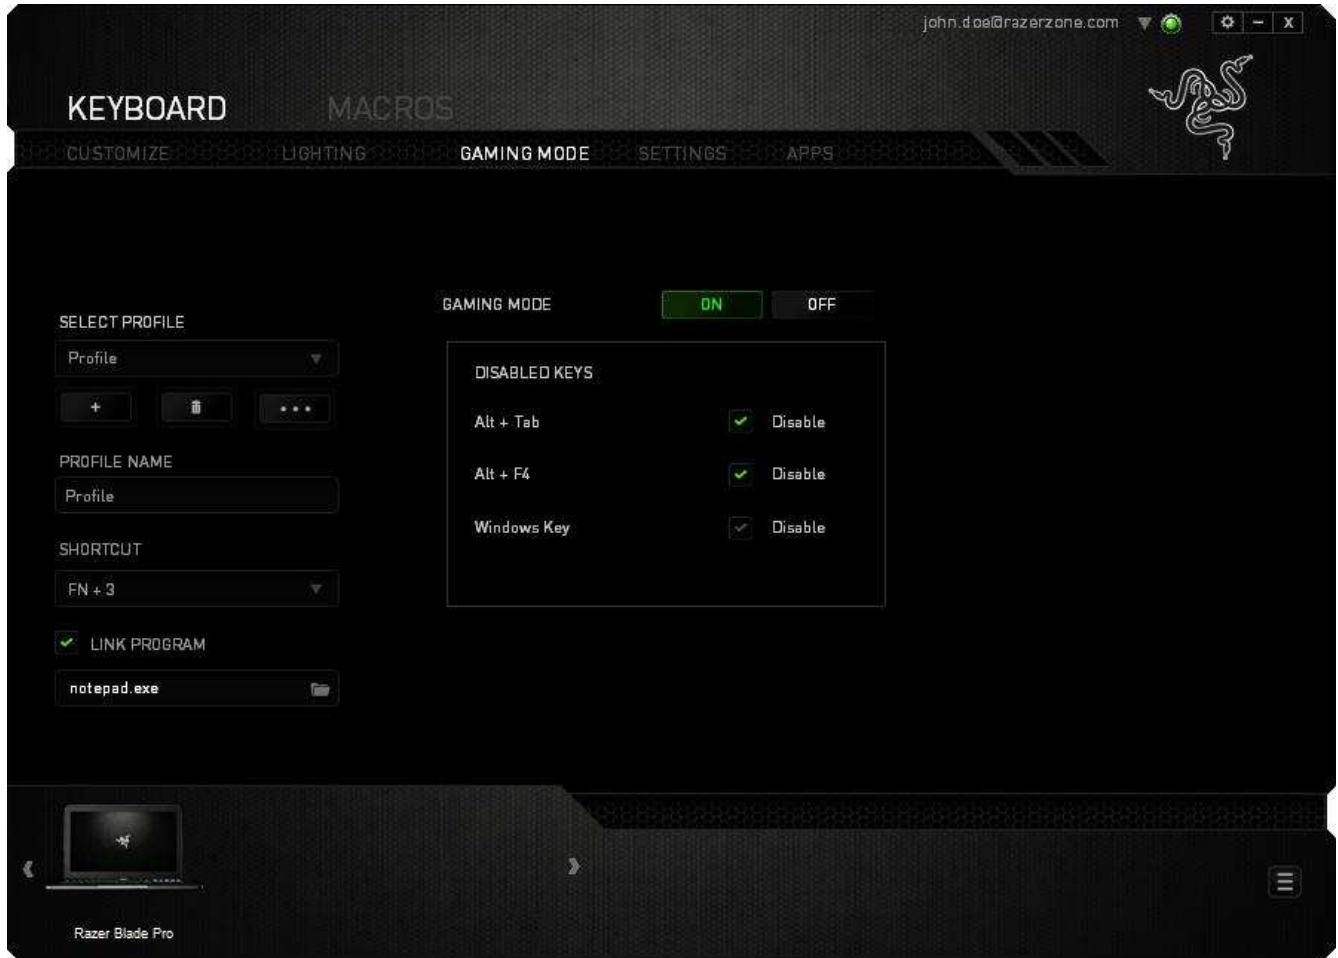 john.doe@razerzone.com
KEYBOARD MACROS
CUSTOMIZE LIGHTING GAMING MODE SETTINGS APPS
GAMING MODE ON OFF
SELECT PROFILE
Profile
DISABLED KEYS
Alt + Tab Disable
PROFILE NAME
Alt + F4 Disable
Profile
Windows Key Disable
SHORTCUT
FN + 3
LINK PROGRAM
notepad.exe
Razer Blade Pro